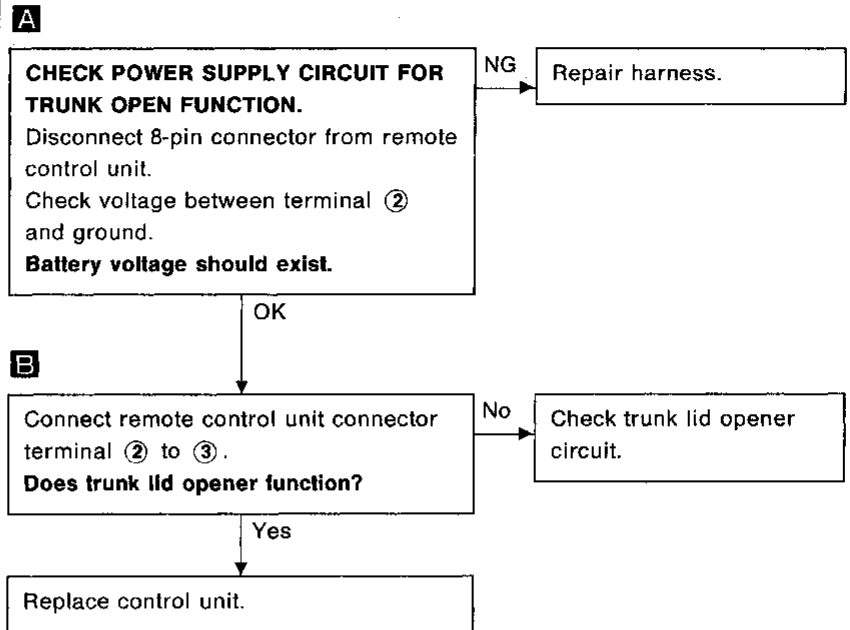 A
CHECK POWER SUPPLY CIRCUIT FOR
TRUNK OPEN FUNCTION.
Disconnect 8-pin connector from remote
control unit.
Check voltage between terminal ②
and ground.
Battery voltage should exist.
NG
Repair harness.
OK
B
Connect remote control unit connector
terminal ② to ③.
Does trunk lid opener function?
No
Check trunk lid opener
circuit.
Yes
Replace control unit.